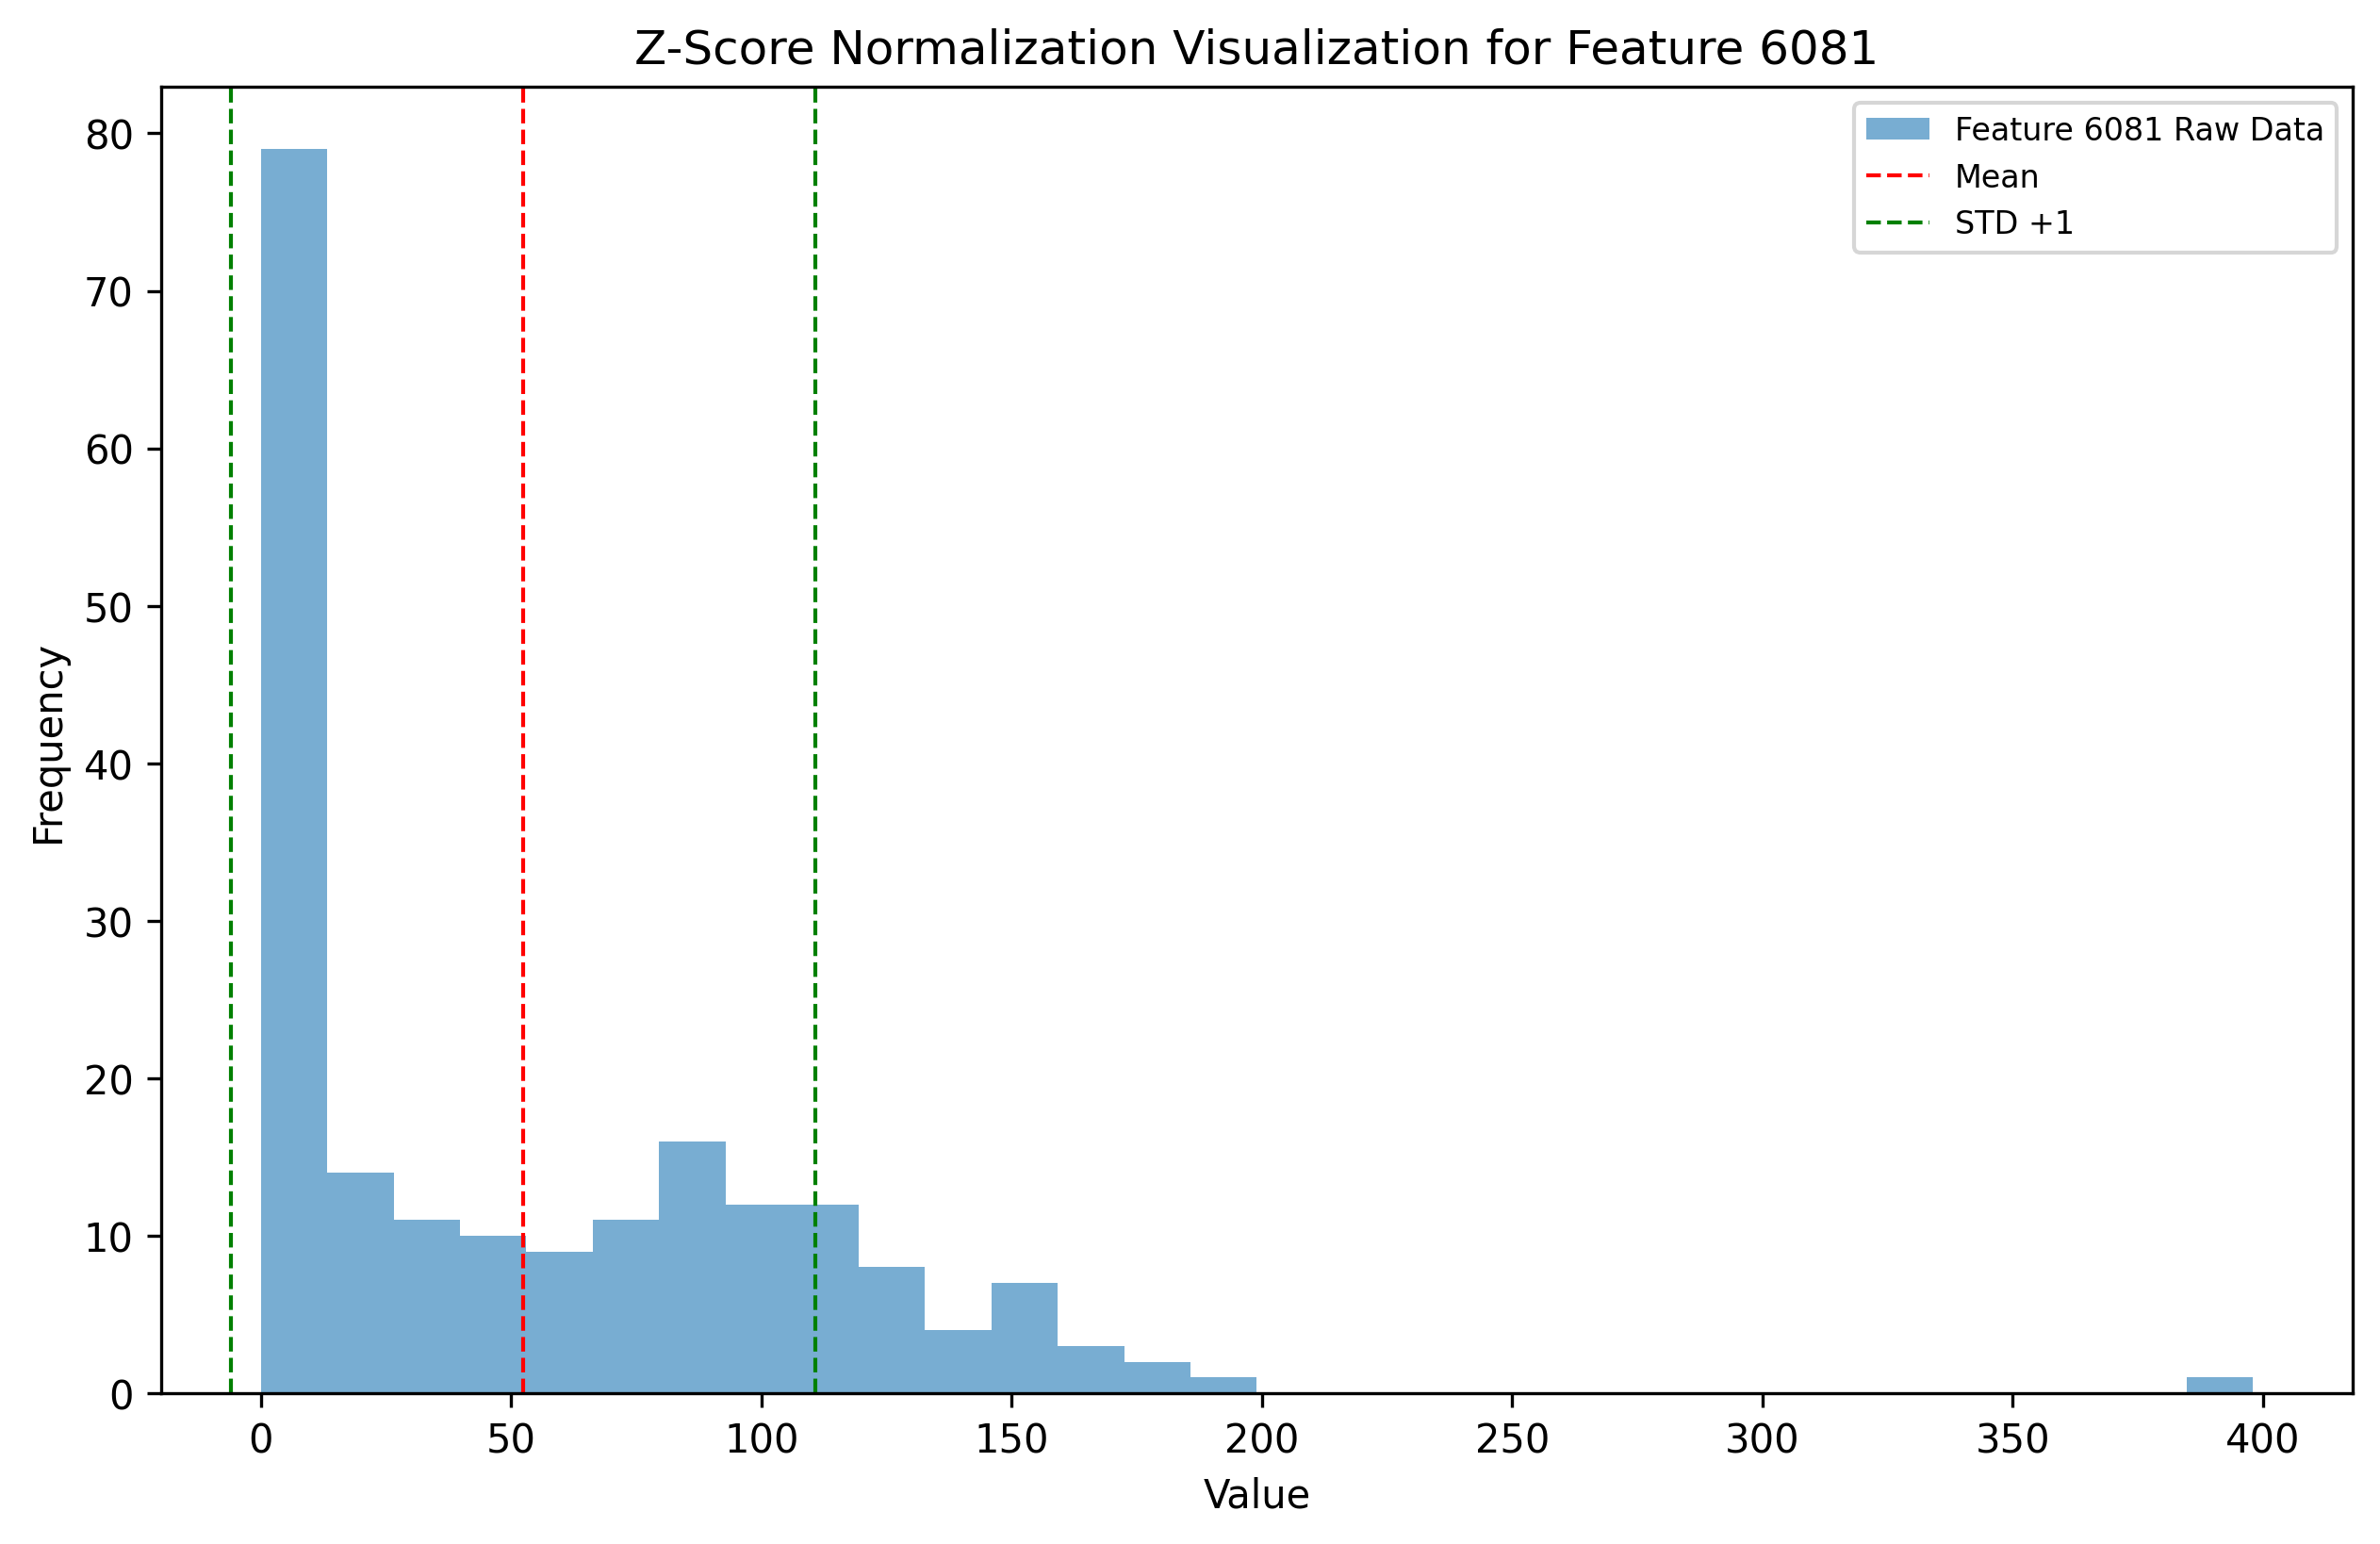 Z-Score Normalization Visualization for Feature 6081
Feature 6081 Raw Data
Mean
STD +1
Frequency
80
70
60
50
40
30
20
10
0
0 50 100 150 200 250 300 350 400
Value